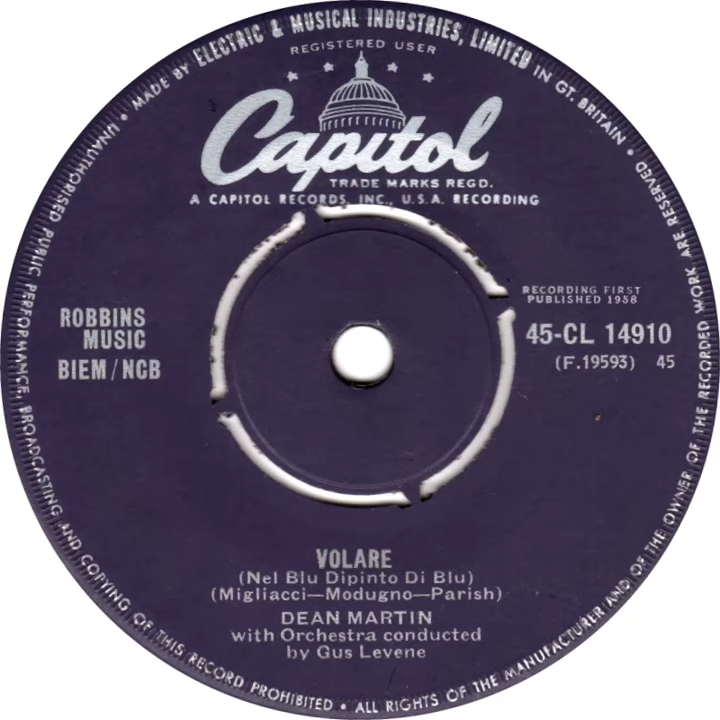 MADE BY ELECTRIC & MUSICAL INDUSTRIES, LIMITED IN GT. BRITAIN • ALL RIGHTS OF THE MANUFACTURER AND OF THE OWNER OF THE RECORDED WORK ARE RESERVED • UNAUTHORISED PUBLIC PERFORMANCE, BROADCASTING AND COPYING OF THIS RECORD PROHIBITED •
REGISTERED USER
Capitol
TRADE MARKS REGD.
A CAPITOL RECORDS, INC., U.S.A. RECORDING
RECORDING FIRST
PUBLISHED 1958
ROBBINS
MUSIC
BIEM/NCB
45-CL 14910
(F.19593) 45
VOLARE
(Nel Blu Dipinto Di Blu)
(Migliacci—Modugno—Parish)
DEAN MARTIN
with Orchestra conducted
by Gus Levene